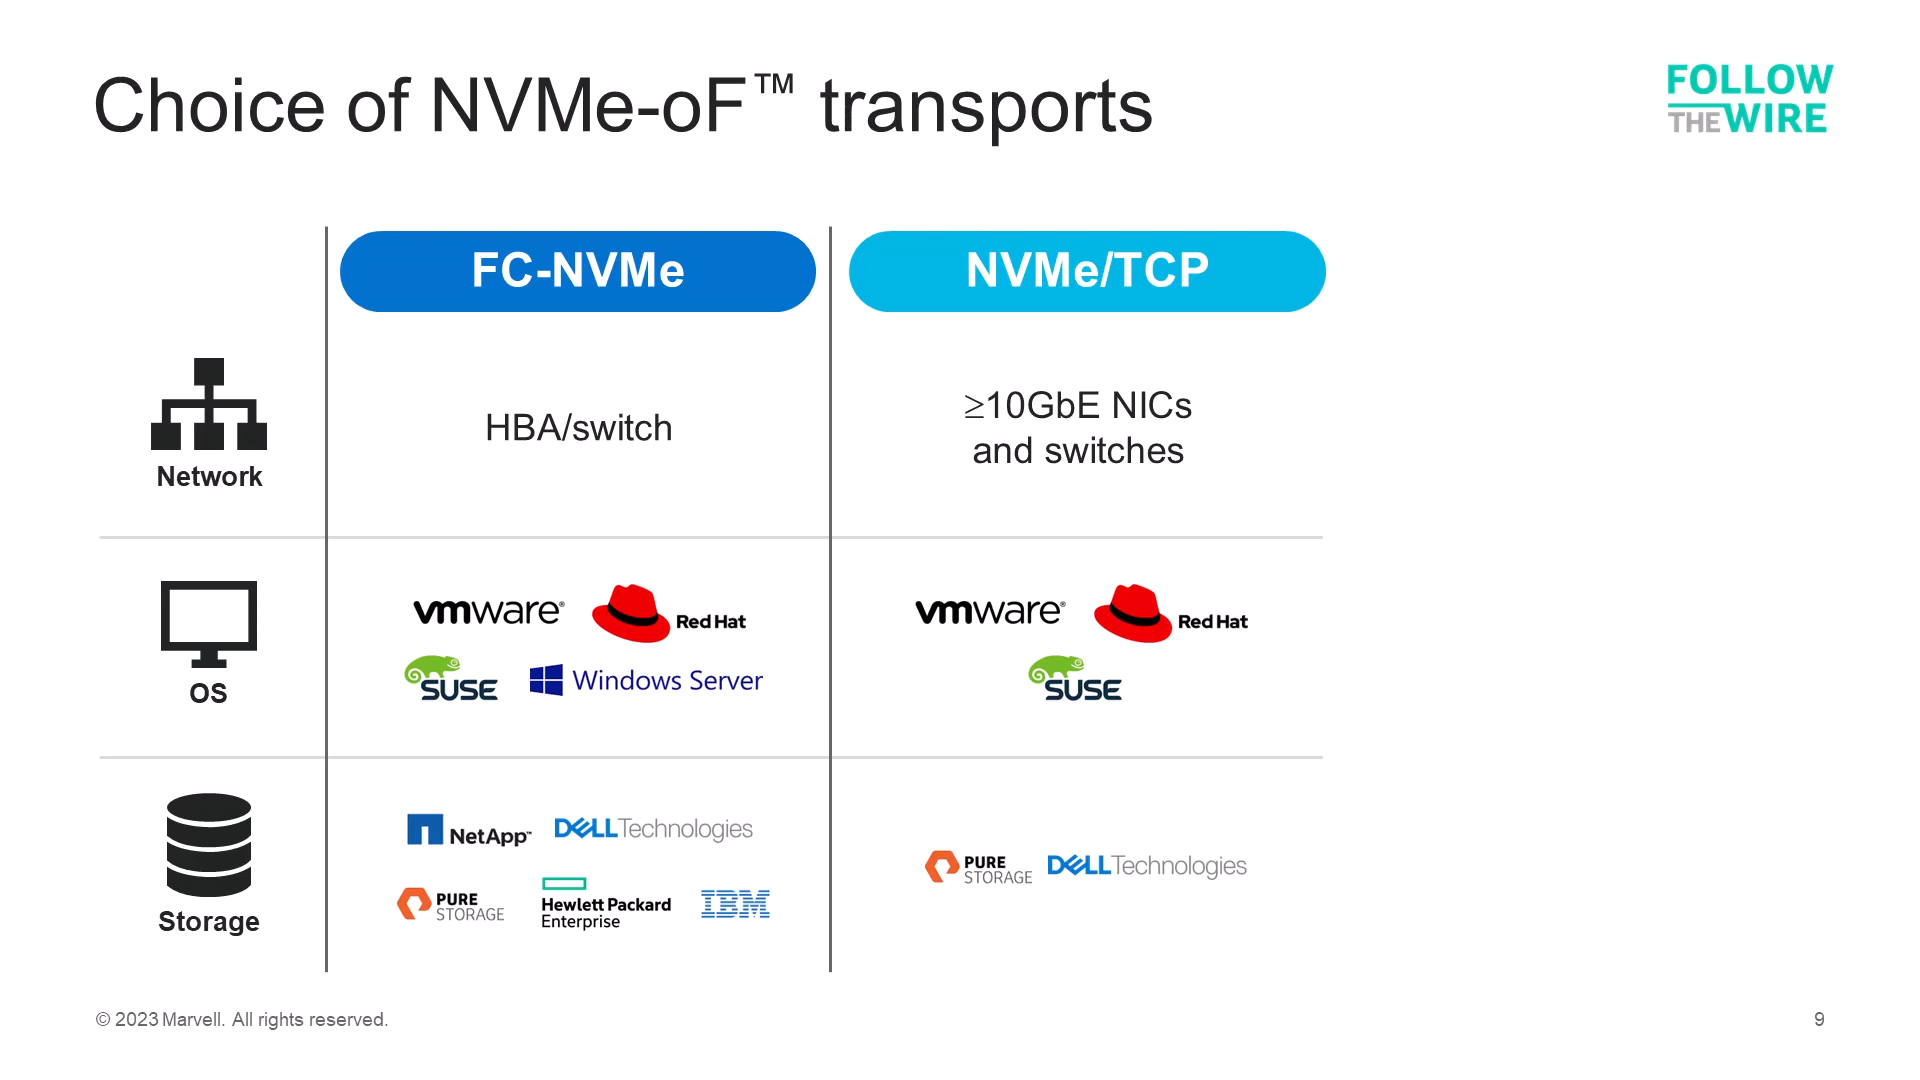 Choice of NVMe-oF™ transports
FOLLOW
THE WIRE
FC-NVMe
NVMe/TCP
Network
HBA/switch
≥10GbE NICs
and switches
OS
vmware®
Red Hat
SUSE
Windows Server
vmware®
Red Hat
SUSE
Storage
NetApp™
DELL Technologies
PURE
STORAGE
Hewlett Packard
Enterprise
IBM
PURE
STORAGE
DELL Technologies
© 2023 Marvell. All rights reserved.
9